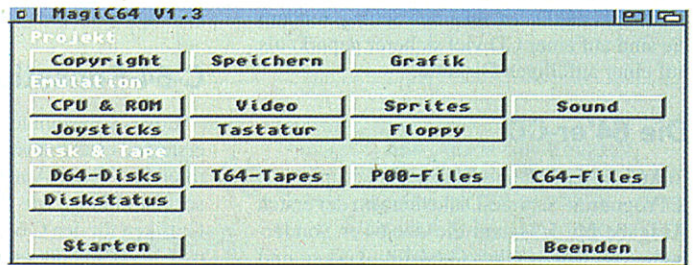 MagiC64 V1.3
Projekt
Copyright Speichern Grafik
Emulation
CPU & ROM Video Sprites Sound
Joysticks Tastatur Floppy
Disk & Tape
D64-Disks T64-Tapes P00-Files C64-Files
Diskstatus
Starten Beenden